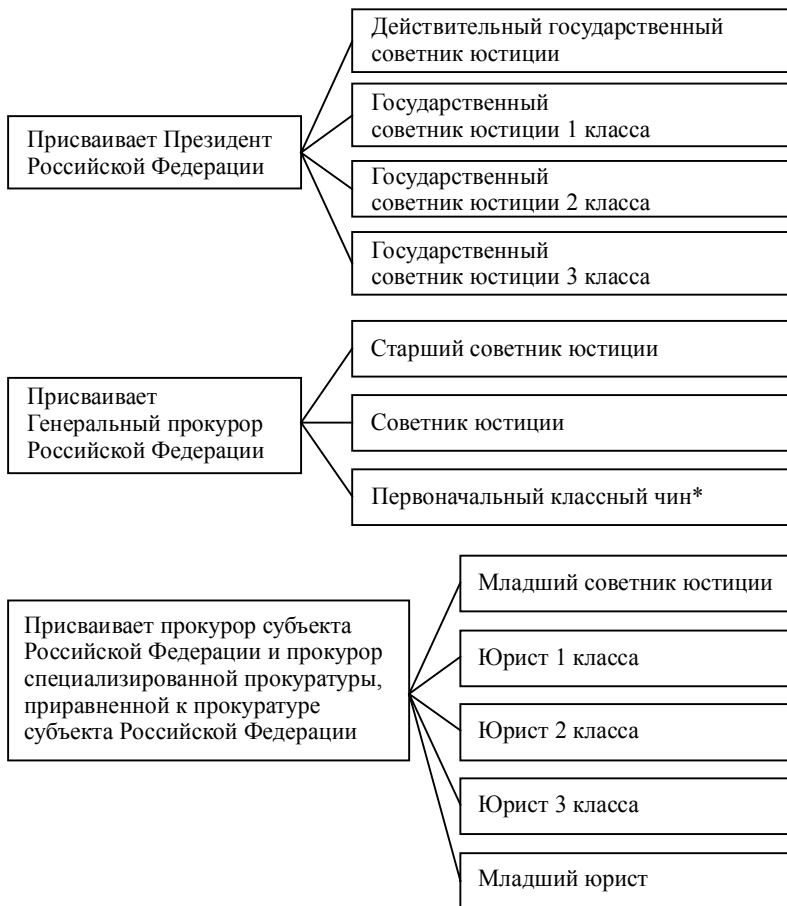 Присваивает Президент
Российской Федерации
Действительный государственный
советник юстиции
Государственный
советник юстиции 1 класса
Государственный
советник юстиции 2 класса
Государственный
советник юстиции 3 класса
Присваивает
Генеральный прокурор
Российской Федерации
Старший советник юстиции
Советник юстиции
Первоначальный классный чин*
Присваивает прокурор субъекта
Российской Федерации и прокурор
специализированной прокуратуры,
приравненной к прокуратуре
субъекта Российской Федерации
Младший советник юстиции
Юрист 1 класса
Юрист 2 класса
Юрист 3 класса
Младший юрист